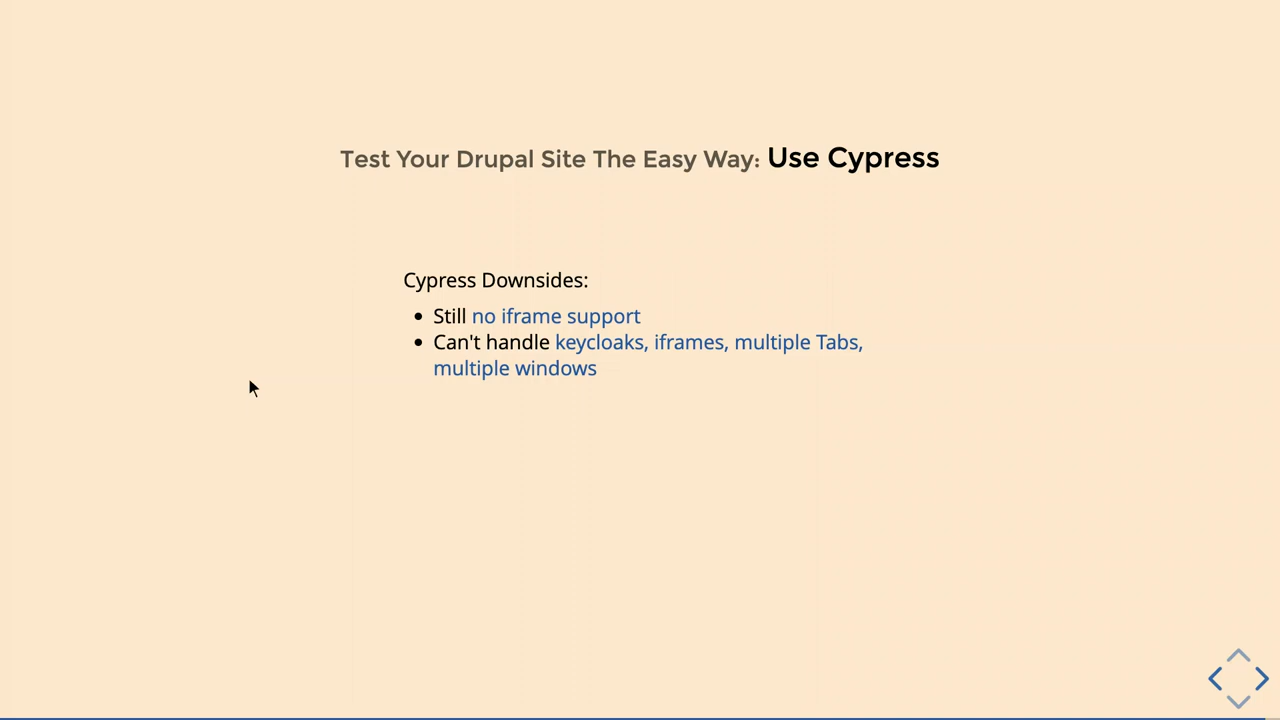 Test Your Drupal Site The Easy Way: Use Cypress
Cypress Downsides:
• Still no iframe support
• Can't handle keycloaks, iframes, multiple Tabs,
multiple windows